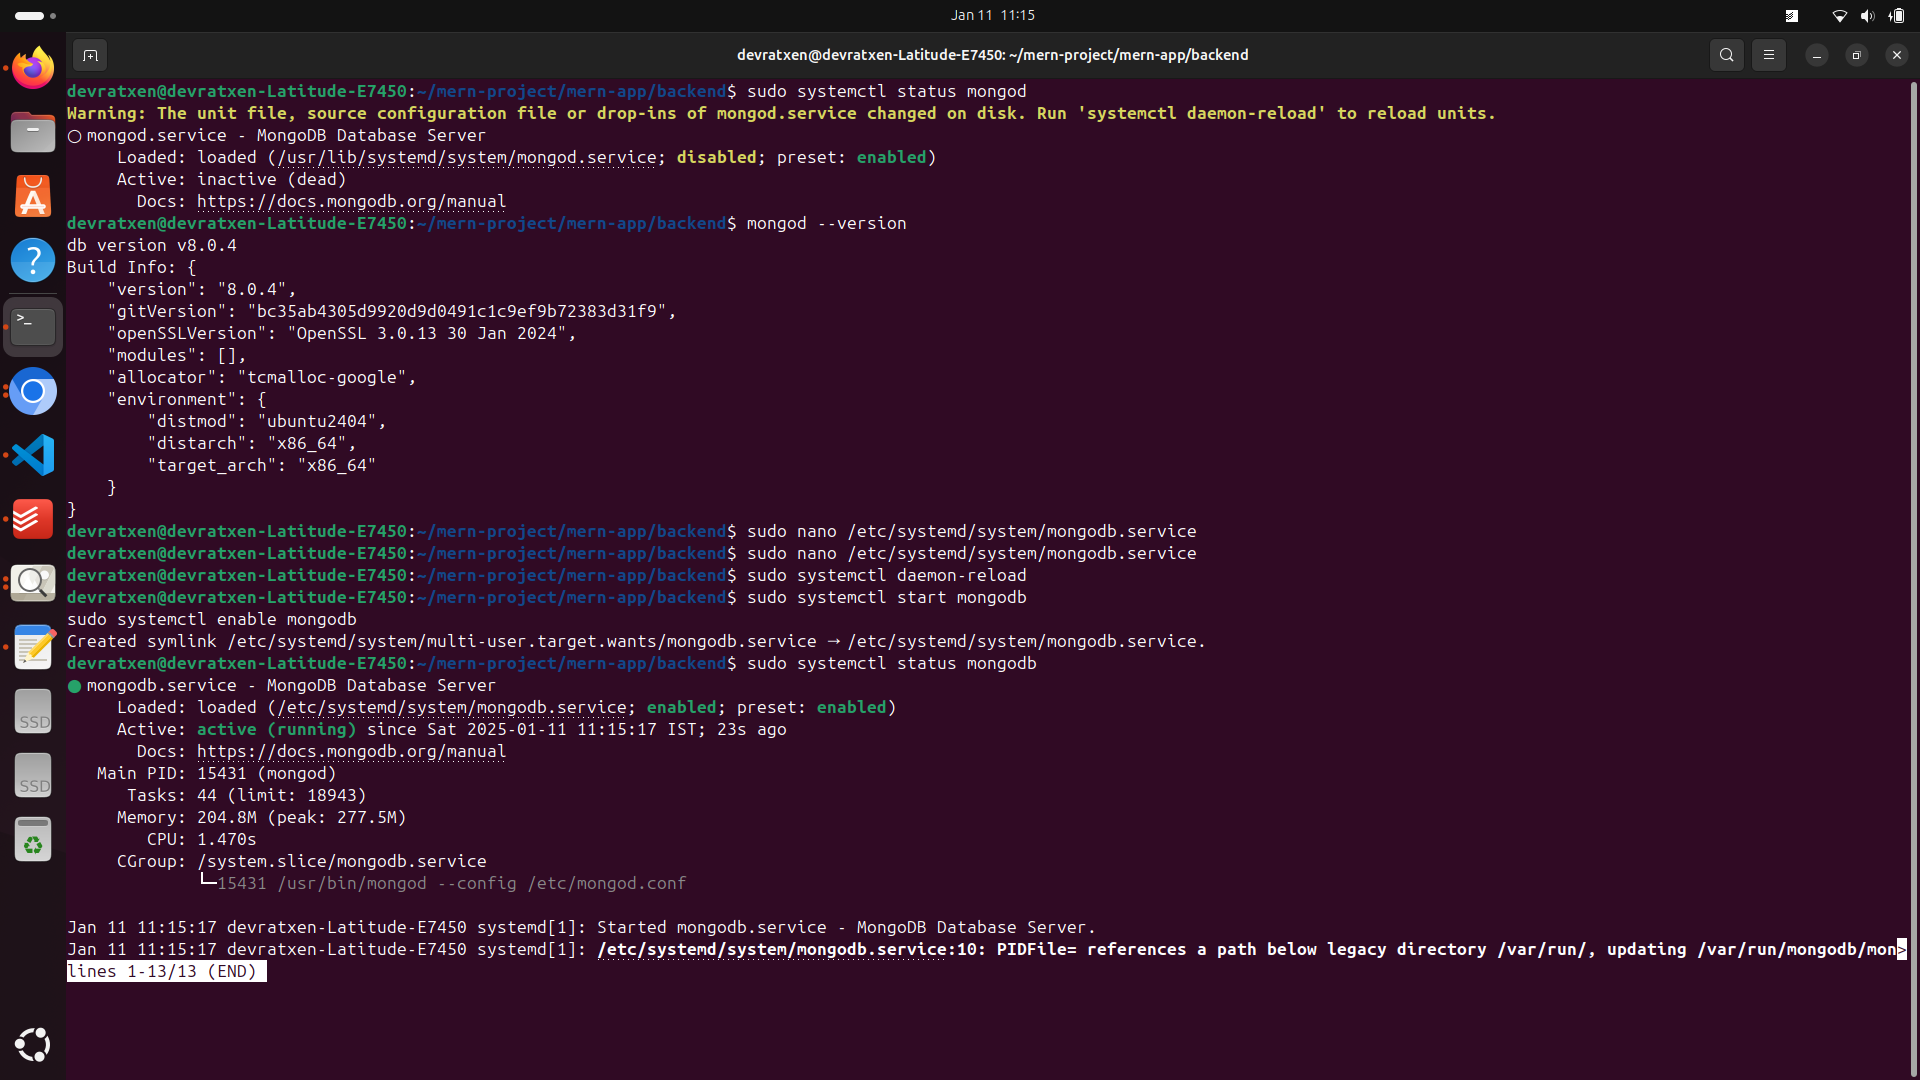 Jan 11 11:15
devratxen@devratxen-Latitude-E7450: ~/mern-project/mern-app/backend
devratxen@devratxen-Latitude-E7450:~/mern-project/mern-app/backend$ sudo systemctl status mongod
Warning: The unit file, source configuration file or drop-ins of mongod.service changed on disk. Run 'systemctl daemon-reload' to reload units.
○ mongod.service - MongoDB Database Server
     Loaded: loaded (/usr/lib/systemd/system/mongod.service; disabled; preset: enabled)
     Active: inactive (dead)
       Docs: https://docs.mongodb.org/manual
devratxen@devratxen-Latitude-E7450:~/mern-project/mern-app/backend$ mongod --version
db version v8.0.4
Build Info: {
    "version": "8.0.4",
    "gitVersion": "bc35ab4305d9920d9d0491c1c9ef9b72383d31f9",
    "openSSLVersion": "OpenSSL 3.0.13 30 Jan 2024",
    "modules": [],
    "allocator": "tcmalloc-google",
    "environment": {
        "distmod": "ubuntu2404",
        "distarch": "x86_64",
        "target_arch": "x86_64"
    }
}
devratxen@devratxen-Latitude-E7450:~/mern-project/mern-app/backend$ sudo nano /etc/systemd/system/mongodb.service
devratxen@devratxen-Latitude-E7450:~/mern-project/mern-app/backend$ sudo nano /etc/systemd/system/mongodb.service
devratxen@devratxen-Latitude-E7450:~/mern-project/mern-app/backend$ sudo systemctl daemon-reload
devratxen@devratxen-Latitude-E7450:~/mern-project/mern-app/backend$ sudo systemctl start mongodb
sudo systemctl enable mongodb
Created symlink /etc/systemd/system/multi-user.target.wants/mongodb.service → /etc/systemd/system/mongodb.service.
devratxen@devratxen-Latitude-E7450:~/mern-project/mern-app/backend$ sudo systemctl status mongodb
● mongodb.service - MongoDB Database Server
     Loaded: loaded (/etc/systemd/system/mongodb.service; enabled; preset: enabled)
     Active: active (running) since Sat 2025-01-11 11:15:17 IST; 23s ago
       Docs: https://docs.mongodb.org/manual
   Main PID: 15431 (mongod)
      Tasks: 44 (limit: 18943)
     Memory: 204.8M (peak: 277.5M)
        CPU: 1.470s
     CGroup: /system.slice/mongodb.service
             └─15431 /usr/bin/mongod --config /etc/mongod.conf
Jan 11 11:15:17 devratxen-Latitude-E7450 systemd[1]: Started mongodb.service - MongoDB Database Server.
Jan 11 11:15:17 devratxen-Latitude-E7450 systemd[1]: /etc/systemd/system/mongodb.service:10: PIDFile= references a path below legacy directory /var/run/, updating /var/run/mongodb/mon>
lines 1-13/13 (END)
SSD
SSD